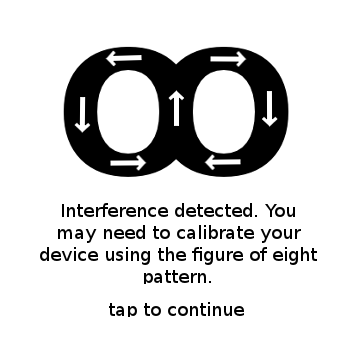 Interference detected. You
may need to calibrate your
device using the figure of eight
pattern.
tap to continue